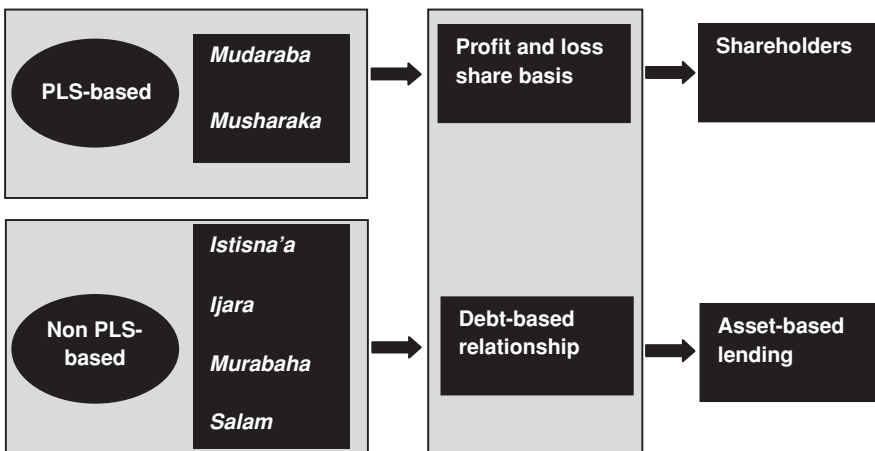 PLS-based
Mudaraba
Musharaka
Profit and loss
share basis
Shareholders
Non PLS-
based
Istisna’a
Ijara
Murabaha
Salam
Debt-based
relationship
Asset-based
lending